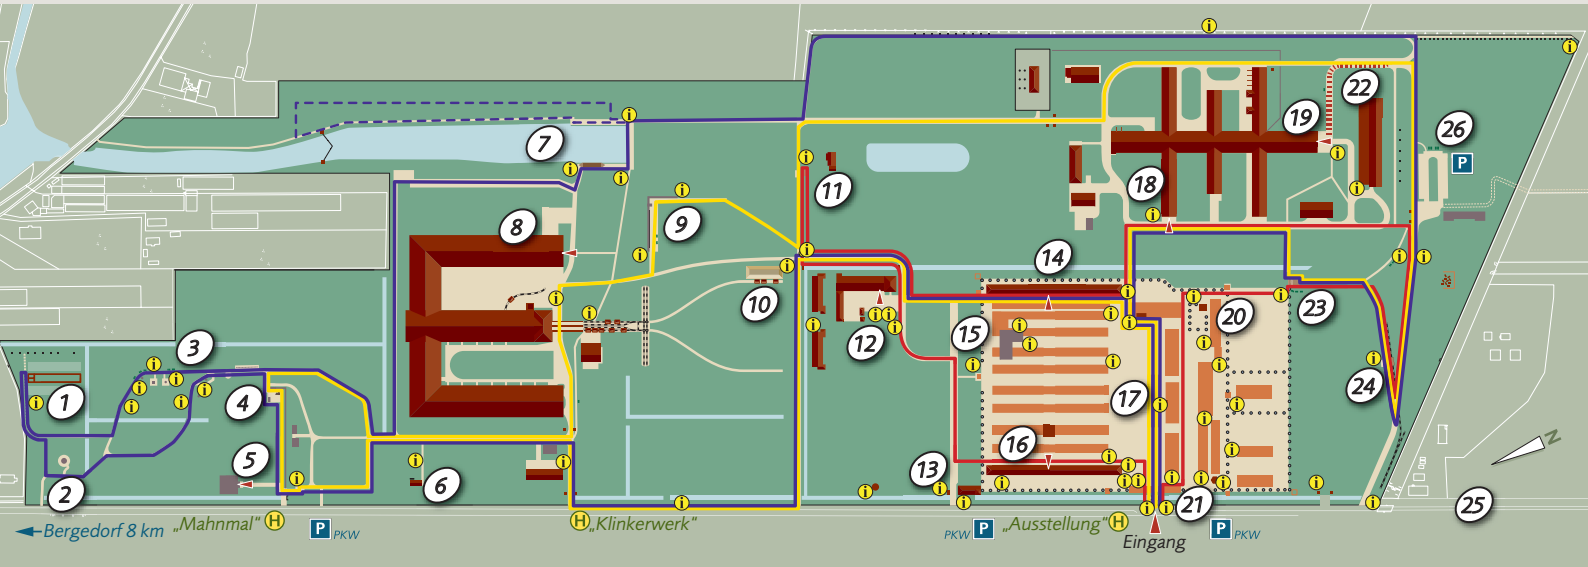 22
26
19
P
7
18
11
8
9
14
10
23
20
15
12
3
24
17
1
4
16
5
13
6
2
21
25
„Mahnmal“ H
H „Klinkerwerk“
„Ausstellung“ H
N
Bergedorf 8 km
P PKW
PKW P
Eingang
P PKW